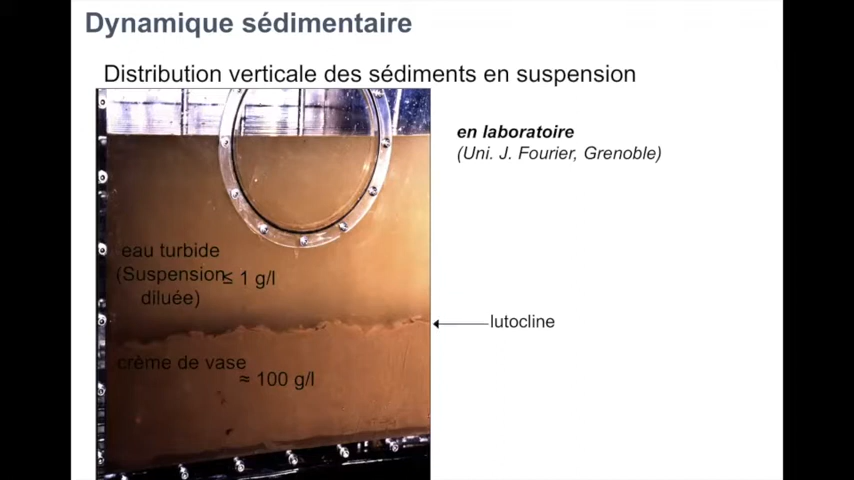 Dynamique sédimentaire
Distribution verticale des sédiments en suspension
en laboratoire
(Uni. J. Fourier, Grenoble)
eau turbide
(Suspension ≤ 1 g/l
diluée)
lutocline
crème de vase
≈ 100 g/l